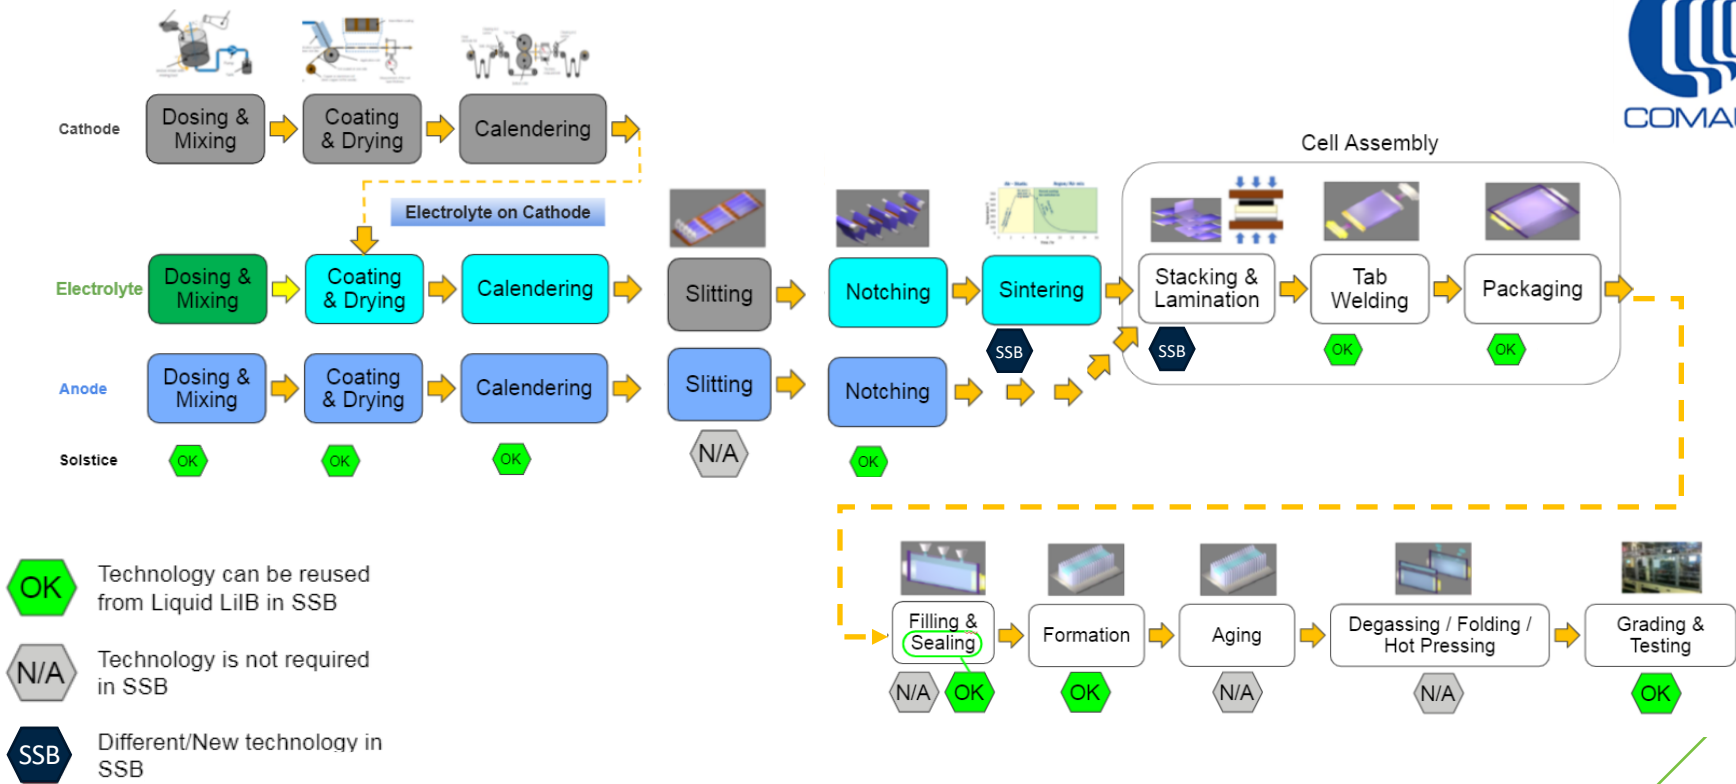 COMAU
Cathode
Dosing &
Mixing
Coating
& Drying
Calendering
Electrolyte on Cathode
Cell Assembly
Electrolyte
Dosing &
Mixing
Coating
& Drying
Calendering
Slitting
Notching
Sintering
Stacking &
Lamination
Tab
Welding
Packaging
SSB
SSB
OK
OK
Anode
Dosing &
Mixing
Coating
& Drying
Calendering
Slitting
Notching
Solstice
OK
OK
OK
N/A
OK
Filling &
Sealing
Formation
Aging
Degassing / Folding /
Hot Pressing
Grading &
Testing
N/A
OK
OK
N/A
N/A
OK
OK
Technology can be reused
from Liquid LiIB in SSB
N/A
Technology is not required
in SSB
SSB
Different/New technology in
SSB